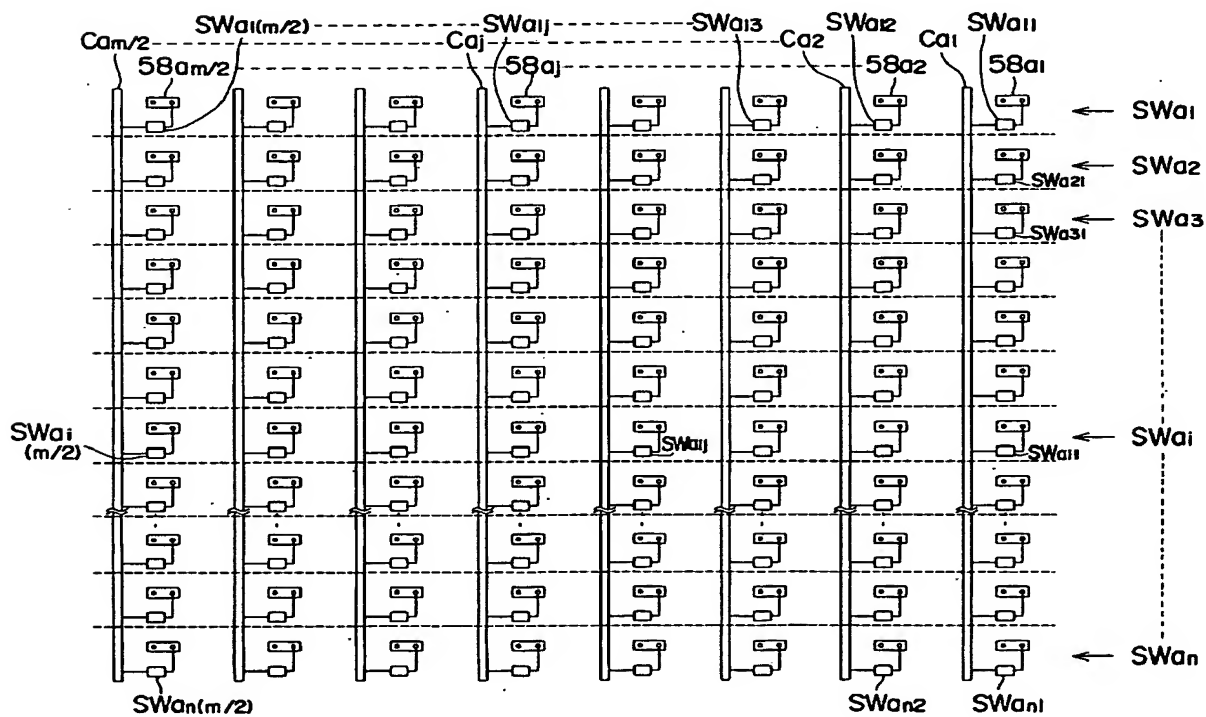 SWa1(m/2) SWa1j SWa13 SWa12 SWa11
Cam/2 Caj Ca2 Ca1
58am/2 58aj 58a2 58a1
SWa1
SWa2
SWa21
SWa3
SWa31
SWai
(m/2)
SWaij
SWai1
SWai
SWan
SWan(m/2) SWan2 SWan1